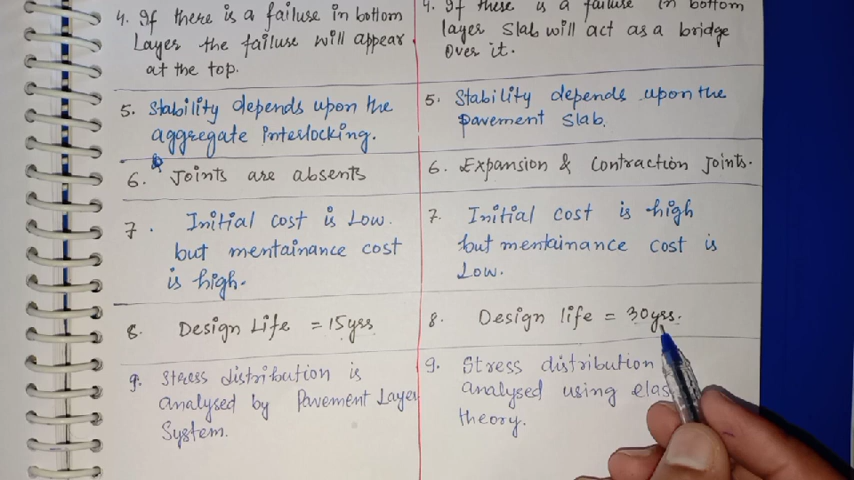 4. If there is a failure in bottom
Layer the failure will appear
at the top.
5. Stability depends upon the
aggregate interlocking.
6. Joints are absents
7. Initial cost is Low.
but mentainance cost
is high.
8. Design Life = 15yrs
9. Stress distribution is
analysed by Pavement Layer
System.
4. If there is a failure in bottom
layer slab will act as a bridge
over it.
5. Stability depends upon the
pavement slab.
6. Expansion & Contraction Joints.
7. Initial cost is high
but mentainance cost is
Low.
8. Design life = 30yrs.
9. Stress distribution
analysed using
theory.